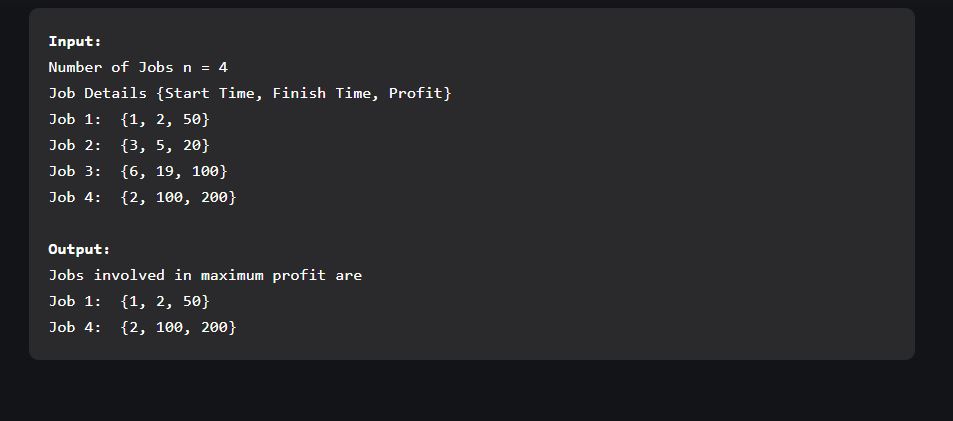 Input:
Number of Jobs n = 4
Job Details {Start Time, Finish Time, Profit}
Job 1:  {1, 2, 50}
Job 2:  {3, 5, 20}
Job 3:  {6, 19, 100}
Job 4:  {2, 100, 200}
Output:
Jobs involved in maximum profit are
Job 1:  {1, 2, 50}
Job 4:  {2, 100, 200}